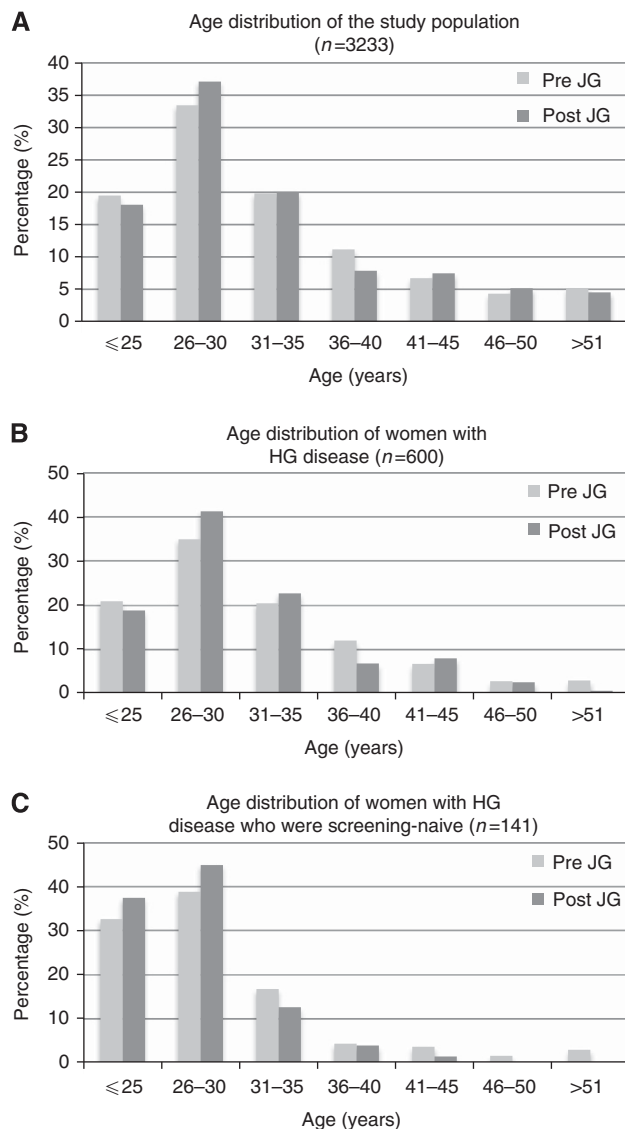 A
Age distribution of the study population
(n=3233)
Percentage (%)
40
35
30
25
20
15
10
5
0
Pre JG
Post JG
⩽25 26–30 31–35 36–40 41–45 46–50 >51
Age (years)
B
Age distribution of women with
HG disease (n=600)
Percentage (%)
50
40
30
20
10
0
Pre JG
Post JG
⩽25 26–30 31–35 36–40 41–45 46–50 >51
Age (years)
C
Age distribution of women with HG
disease who were screening-naive (n=141)
Percentage (%)
50
40
30
20
10
0
Pre JG
Post JG
⩽25 26–30 31–35 36–40 41–45 46–50 >51
Age (years)